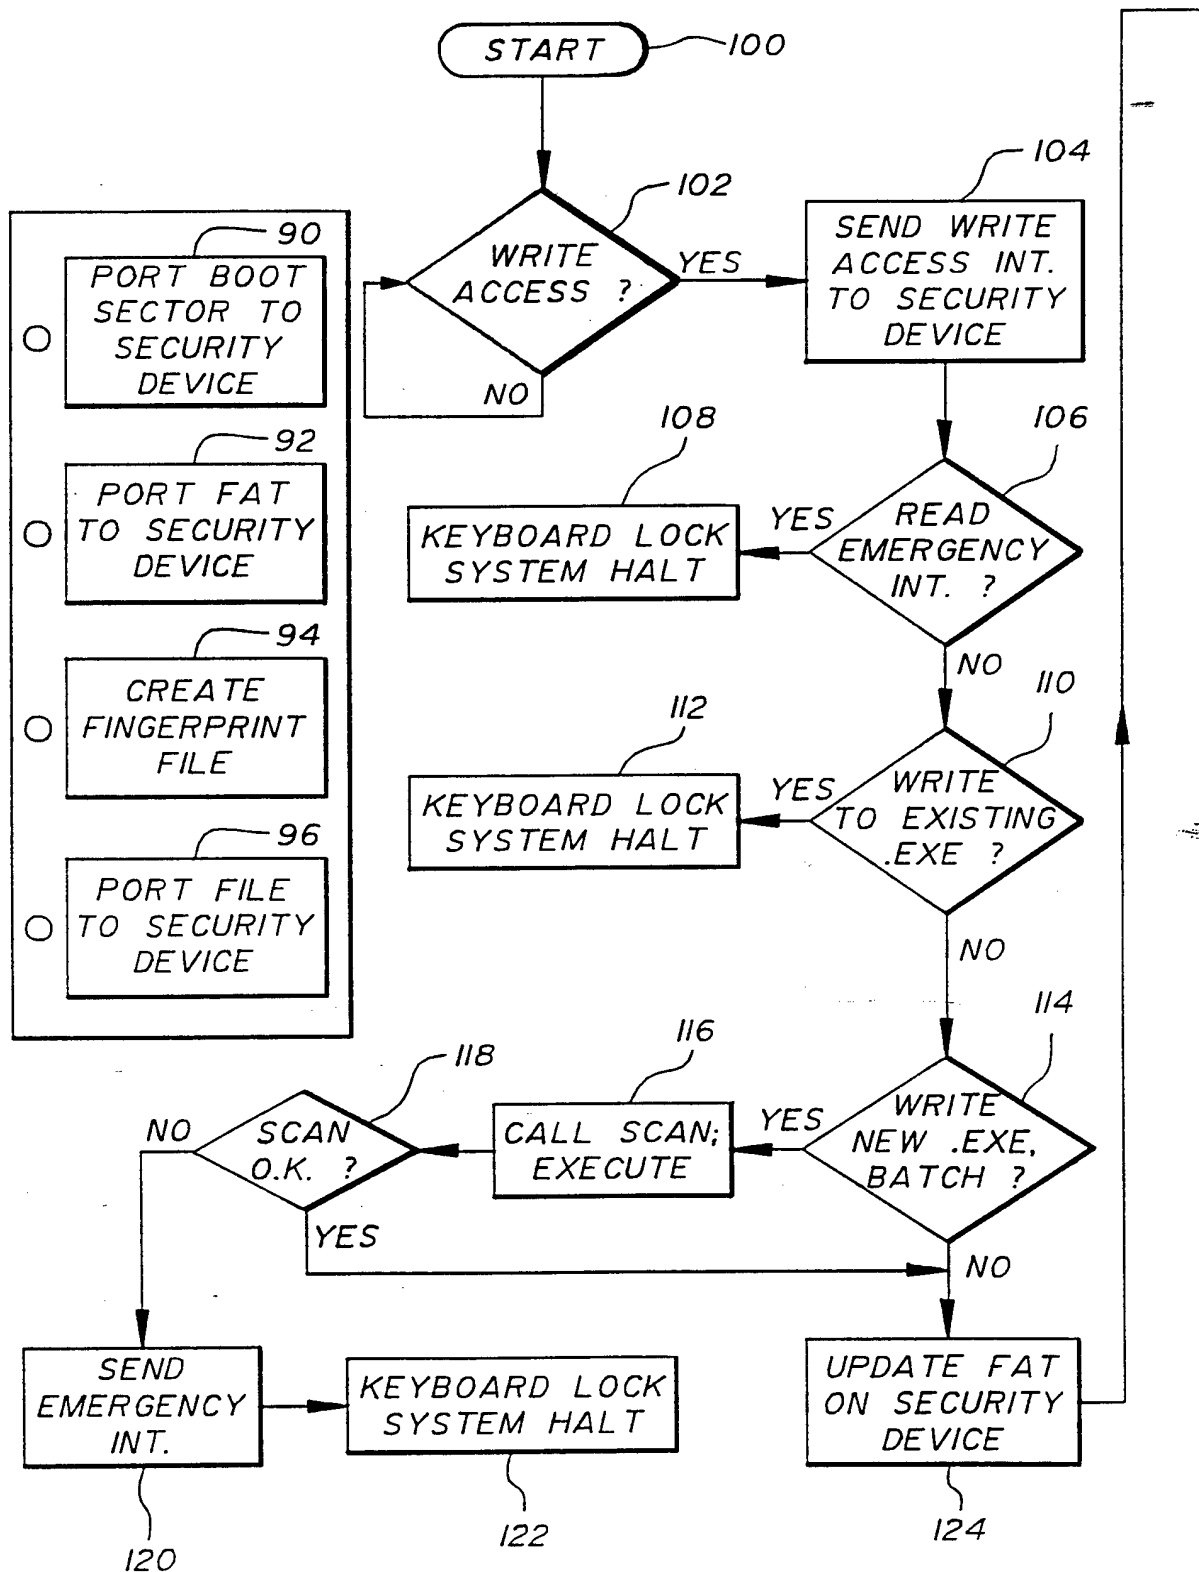 START
100
102
WRITE
ACCESS ?
YES
NO
104
SEND WRITE
ACCESS INT.
TO SECURITY
DEVICE
90
PORT BOOT
SECTOR TO
SECURITY
DEVICE
92
PORT FAT
TO SECURITY
DEVICE
94
CREATE
FINGERPRINT
FILE
96
PORT FILE
TO SECURITY
DEVICE
106
READ
EMERGENCY
INT. ?
YES
NO
108
KEYBOARD LOCK
SYSTEM HALT
110
WRITE
TO EXISTING
.EXE ?
YES
NO
112
KEYBOARD LOCK
SYSTEM HALT
114
WRITE
NEW .EXE,
BATCH ?
YES
NO
116
CALL SCAN;
EXECUTE
118
SCAN
O.K. ?
NO
YES
SEND
EMERGENCY
INT.
120
KEYBOARD LOCK
SYSTEM HALT
122
UPDATE FAT
ON SECURITY
DEVICE
124